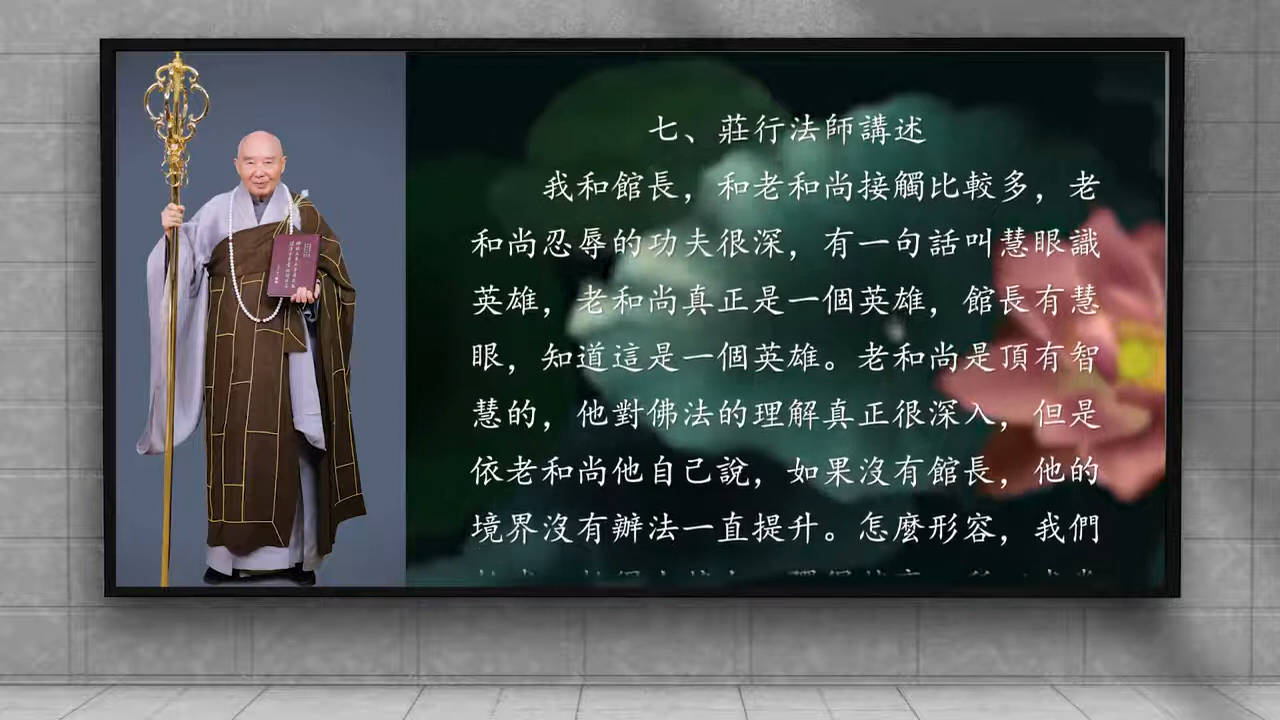 七、莊行法師講述
我和館長，和老和尚接觸比較多，老
和尚忍辱的功夫很深，有一句話叫慧眼識
英雄，老和尚真正是一個英雄，館長有慧
眼，知道這是一個英雄。老和尚是頂有智
慧的，他對佛法的理解真正很深入，但是
依老和尚他自己說，如果沒有館長，他的
境界沒有辦法一直提升。怎麼形容，我們